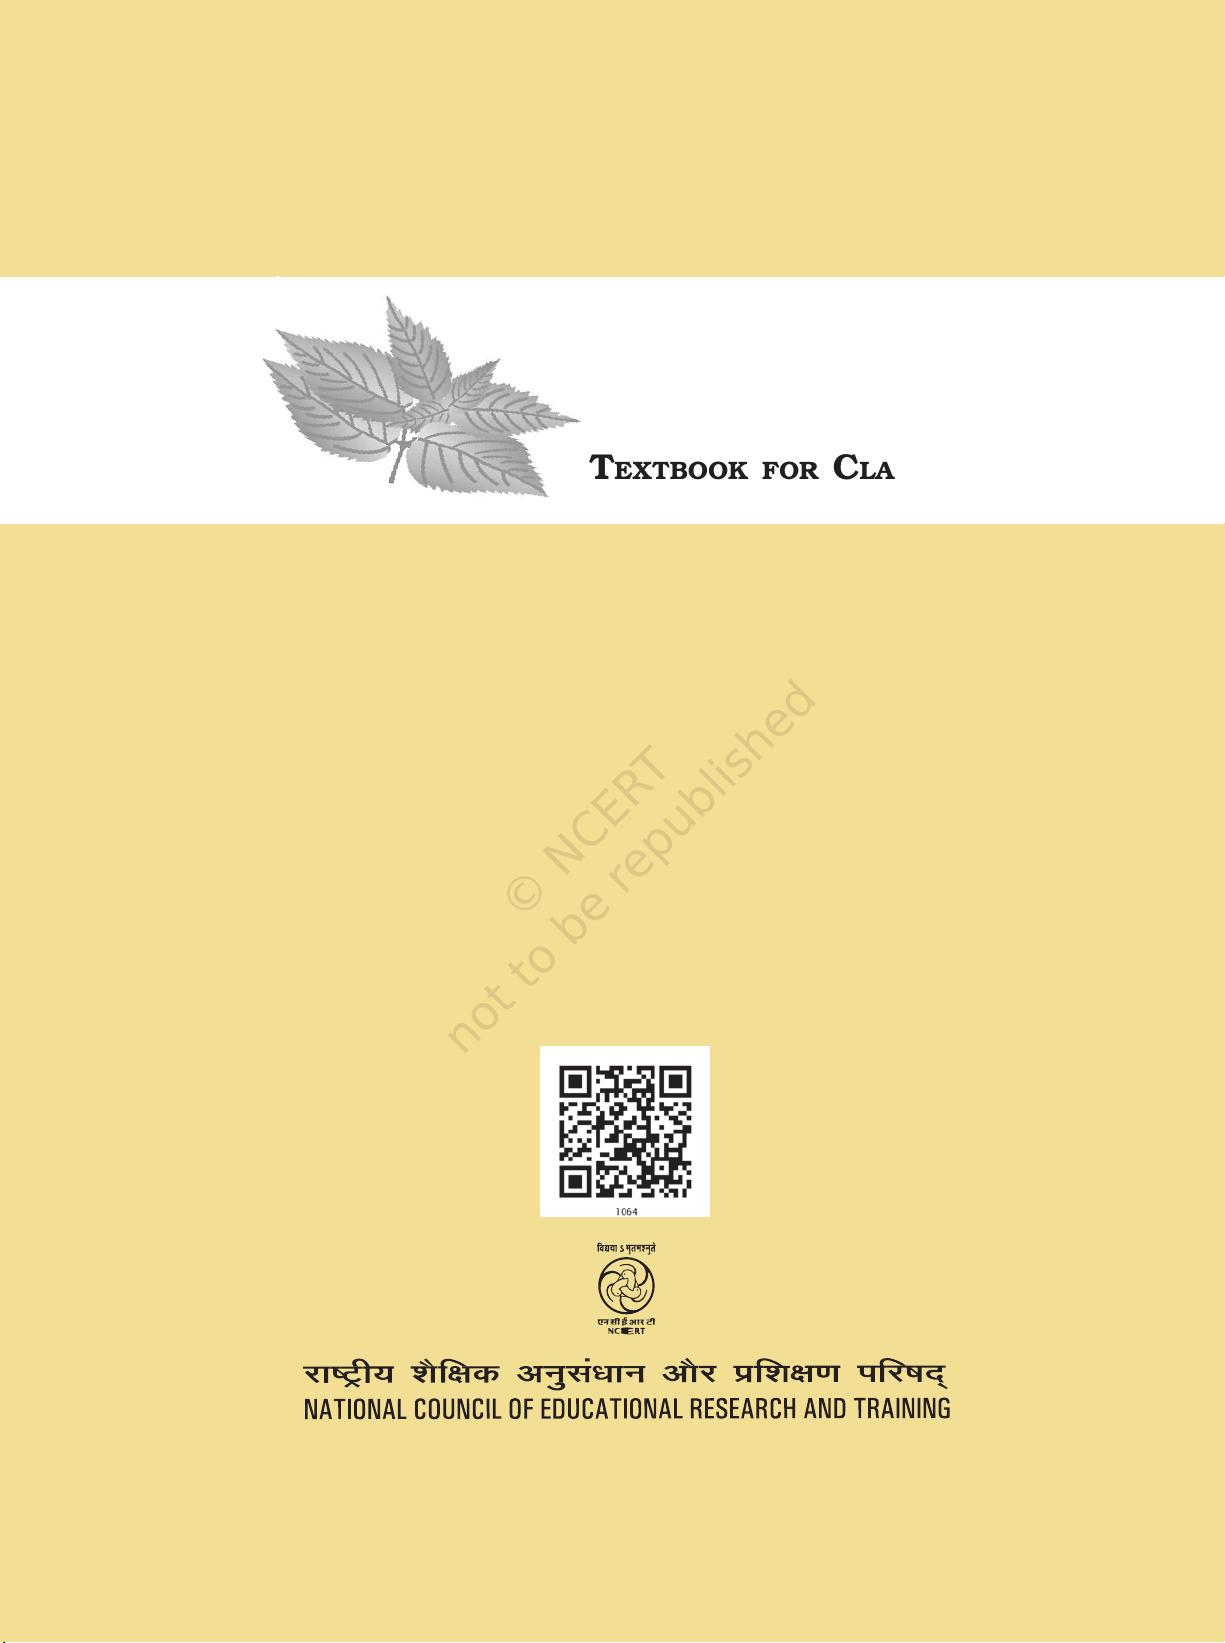 TEXTBOOK FOR CLA
© NCERT
not to be republished
1064
विद्यया ऽ मृतमश्नुते
एन सी ई आर टी
NCERT
राष्ट्रीय शैक्षिक अनुसंधान और प्रशिक्षण परिषद्
NATIONAL COUNCIL OF EDUCATIONAL RESEARCH AND TRAINING